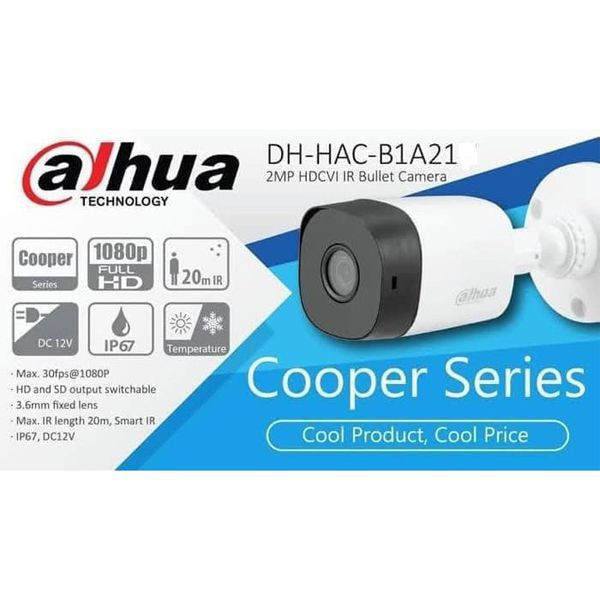 alhua
TECHNOLOGY
DH-HAC-B1A21
2MP HDCVI IR Bullet Camera
Cooper
Series
1080p
FULL
HD
20m IR
DC 12V
IP67
Temperature
· Max. 30fps@1080P
· HD and SD output switchable
· 3.6mm fixed lens
· Max. IR length 20m, Smart IR
· IP67, DC12V
alhua
Cooper Series
Cool Product, Cool Price